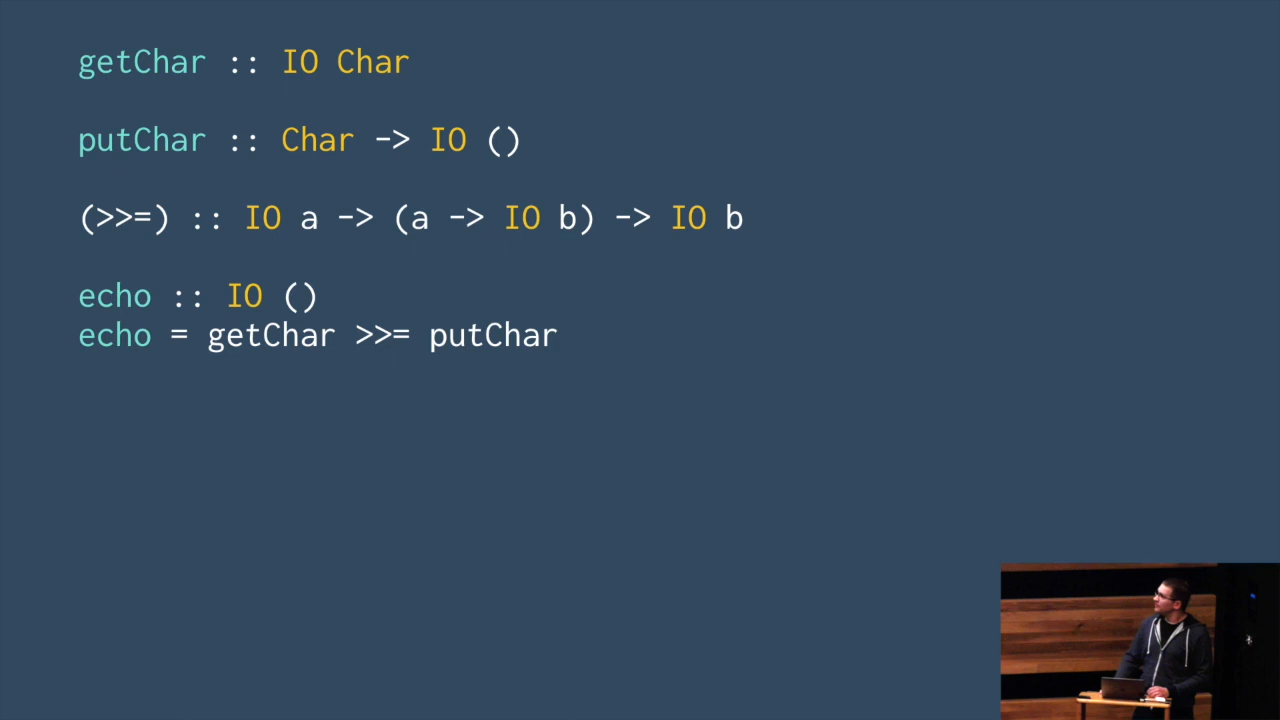 getChar :: IO Char
putChar :: Char -> IO ()
(>>=) :: IO a -> (a -> IO b) -> IO b
echo :: IO ()
echo = getChar >>= putChar